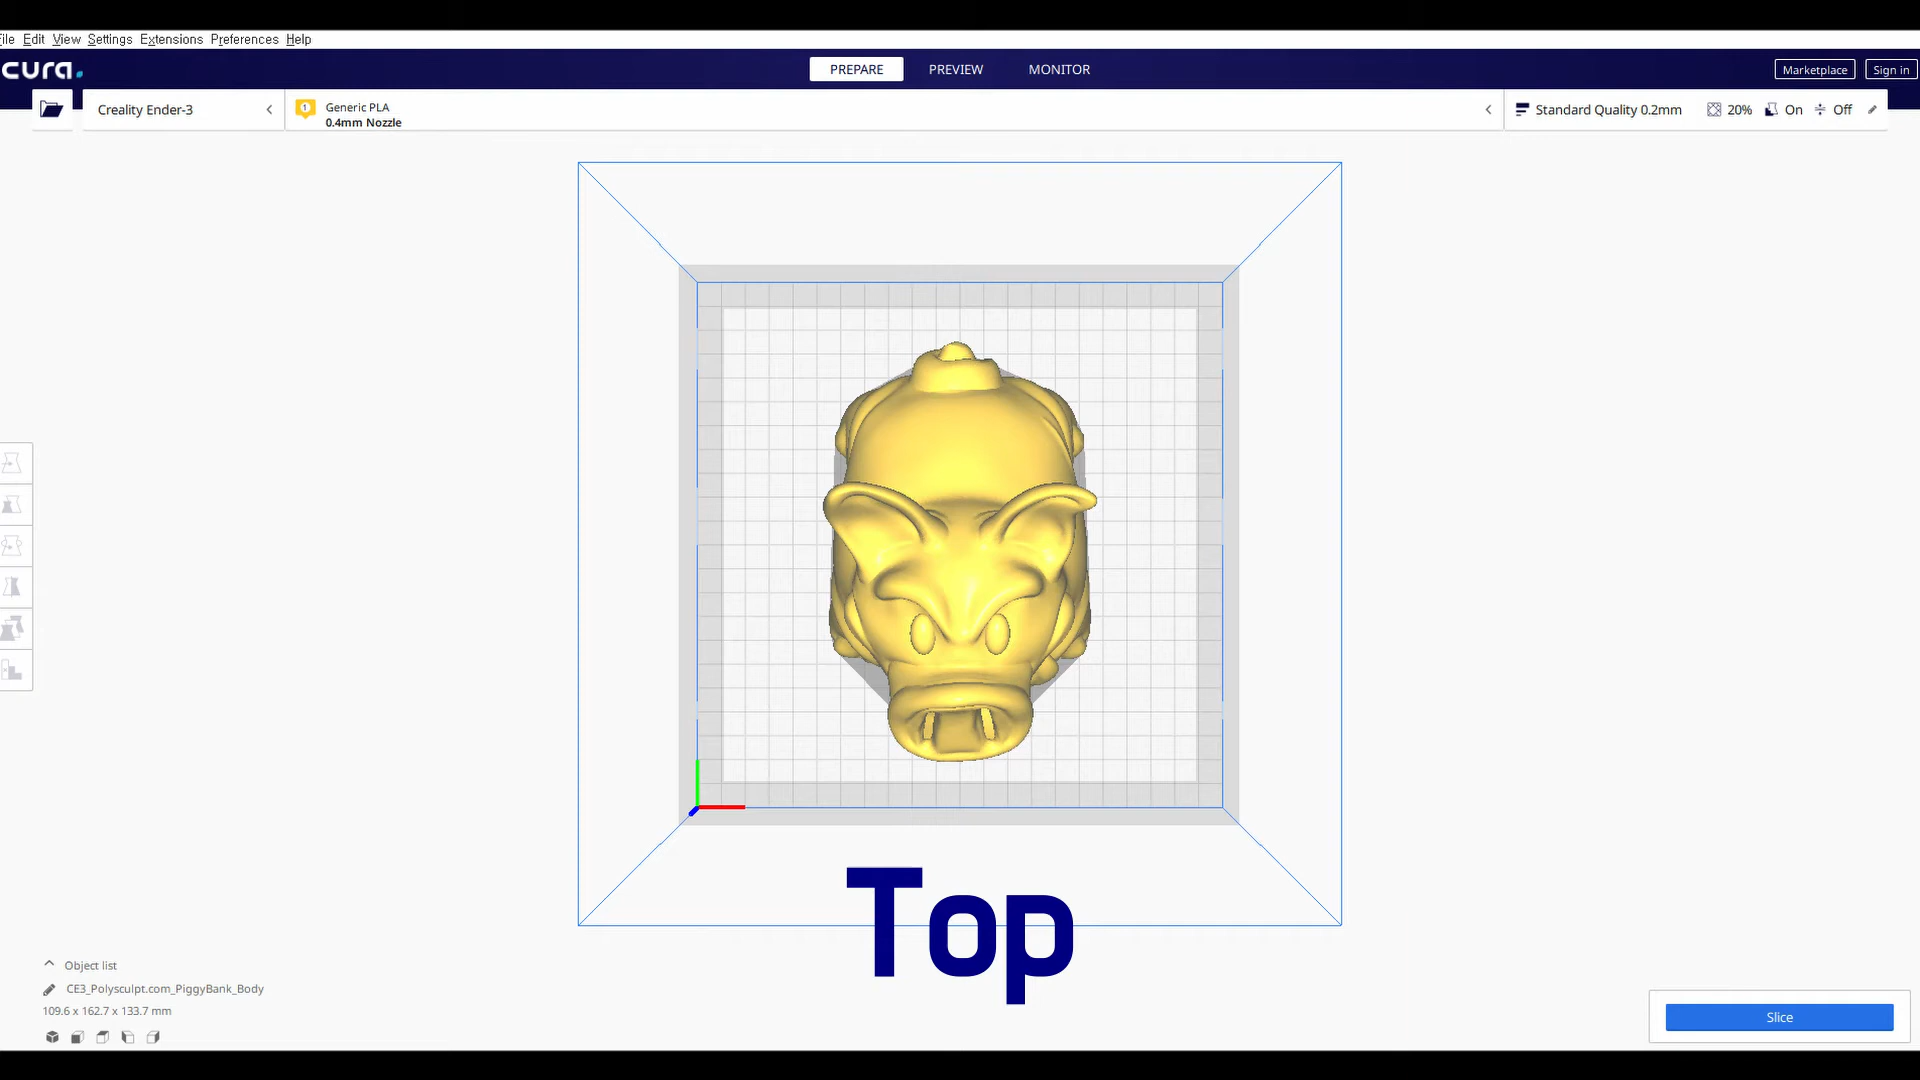 ile Edit View Settings Extensions Preferences Help
cura.
PREPARE PREVIEW MONITOR
Marketplace Sign in
Creality Ender-3
1
Generic PLA
0.4mm Nozzle
Standard Quality 0.2mm 20% On Off
Top
Object list
CE3_Polysculpt.com_PiggyBank_Body
109.6 x 162.7 x 133.7 mm
Slice